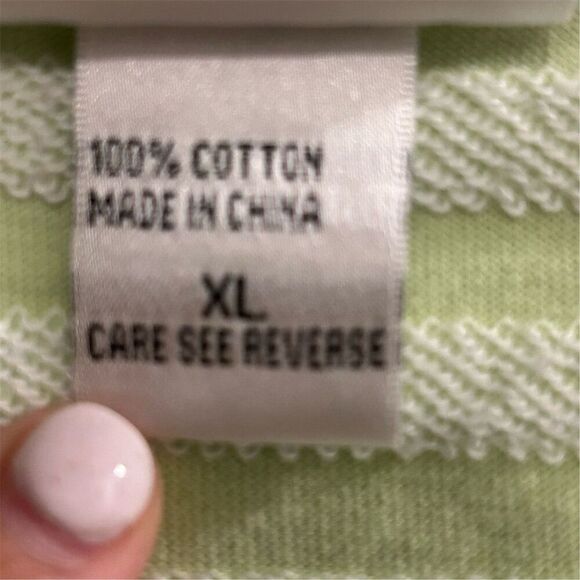 100% COTTON
MADE IN CHINA
XL
CARE SEE REVERSE